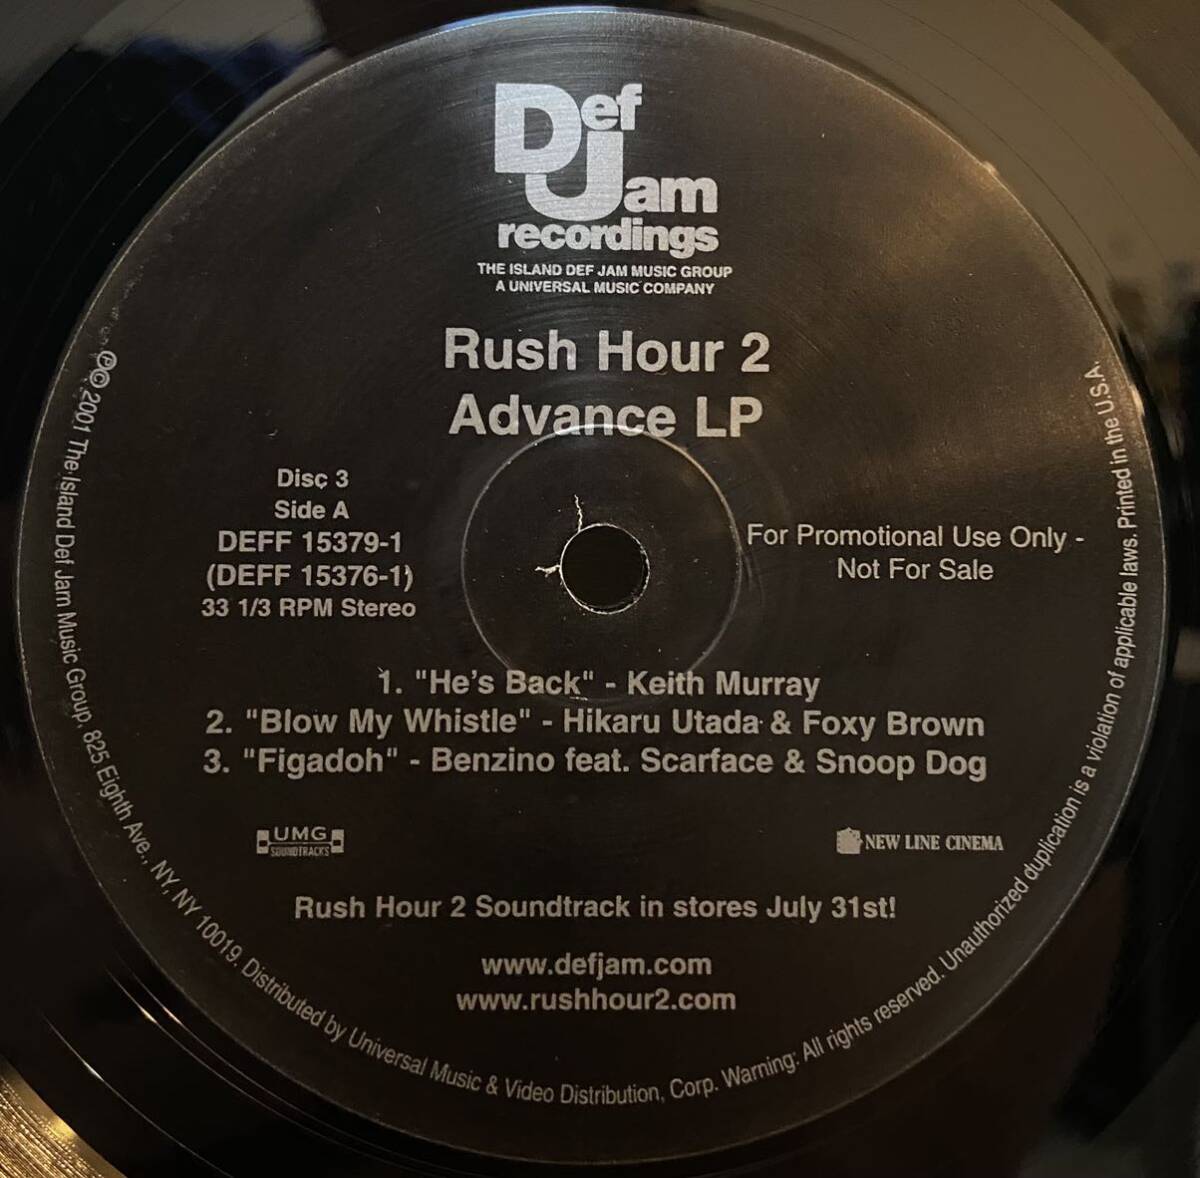 Def Jam
recordings
THE ISLAND DEF JAM MUSIC GROUP
A UNIVERSAL MUSIC COMPANY
Rush Hour 2
Advance LP
Disc 3
Side A
DEFF 15379-1
(DEFF 15376-1)
33 1/3 RPM Stereo
For Promotional Use Only -
Not For Sale
1. "He's Back" - Keith Murray
2. "Blow My Whistle" - Hikaru Utada & Foxy Brown
3. "Figadoh" - Benzino feat. Scarface & Snoop Dog
UMG
SOUNDTRACKS
NEW LINE CINEMA
Rush Hour 2 Soundtrack in stores July 31st!
www.defjam.com
www.rushhour2.com
℗© 2001 The Island Def Jam Music Group. 825 Eighth Ave., NY, NY 10019. Distributed by Universal Music & Video Distribution, Corp. Warning: All rights reserved. Unauthorized duplication is a violation of applicable laws. Printed in the U.S.A.